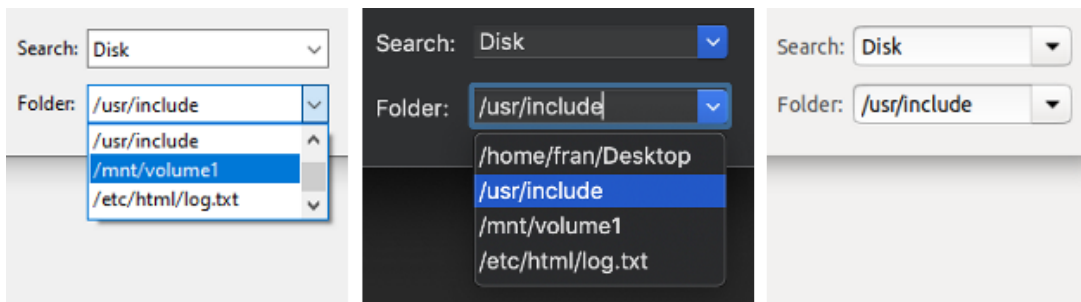 Search: Disk
Folder: /usr/include
/usr/include
/mnt/volume1
/etc/html/log.txt
Search: Disk
Folder: /usr/include
/home/fran/Desktop
/usr/include
/mnt/volume1
/etc/html/log.txt
Search: Disk
Folder: /usr/include